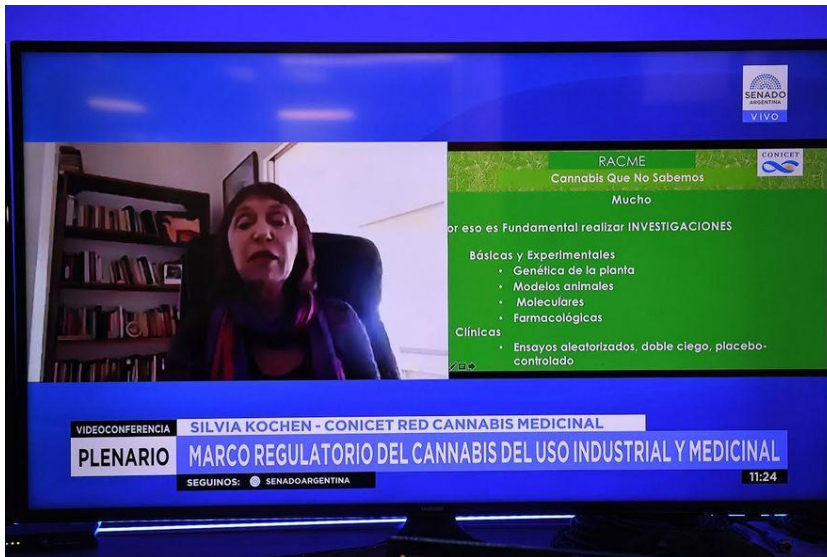 SENADO
ARGENTINA
VIVO
RACME
CONICET
Cannabis Que No Sabemos
Mucho
or eso es Fundamental realizar INVESTIGACIONES
Básicas y Experimentales
• Genética de la planta
• Modelos animales
• Moleculares
• Farmacológicas
Clínicas
• Ensayos aleatorizados, doble ciego, placebo-
controlado
VIDEOCONFERENCIA
SILVIA KOCHEN - CONICET RED CANNABIS MEDICINAL
PLENARIO
MARCO REGULATORIO DEL CANNABIS DEL USO INDUSTRIAL Y MEDICINAL
SEGUINOS: SENADOARGENTINA
11:24